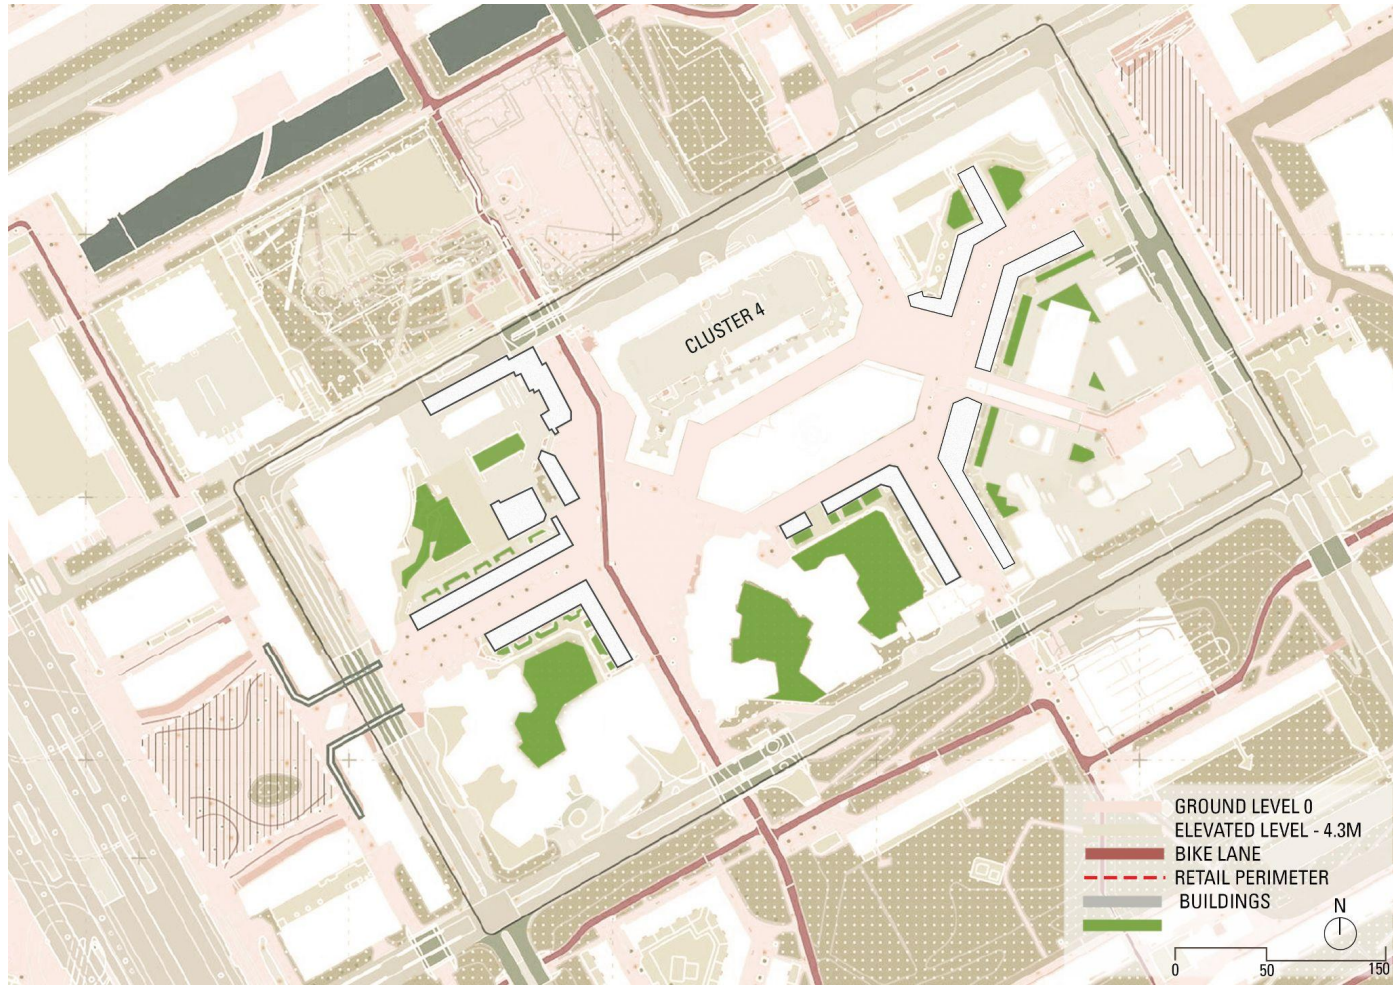 CLUSTER 4
GROUND LEVEL 0
ELEVATED LEVEL - 4.3M
BIKE LANE
RETAIL PERIMETER
BUILDINGS
N
0 50 150